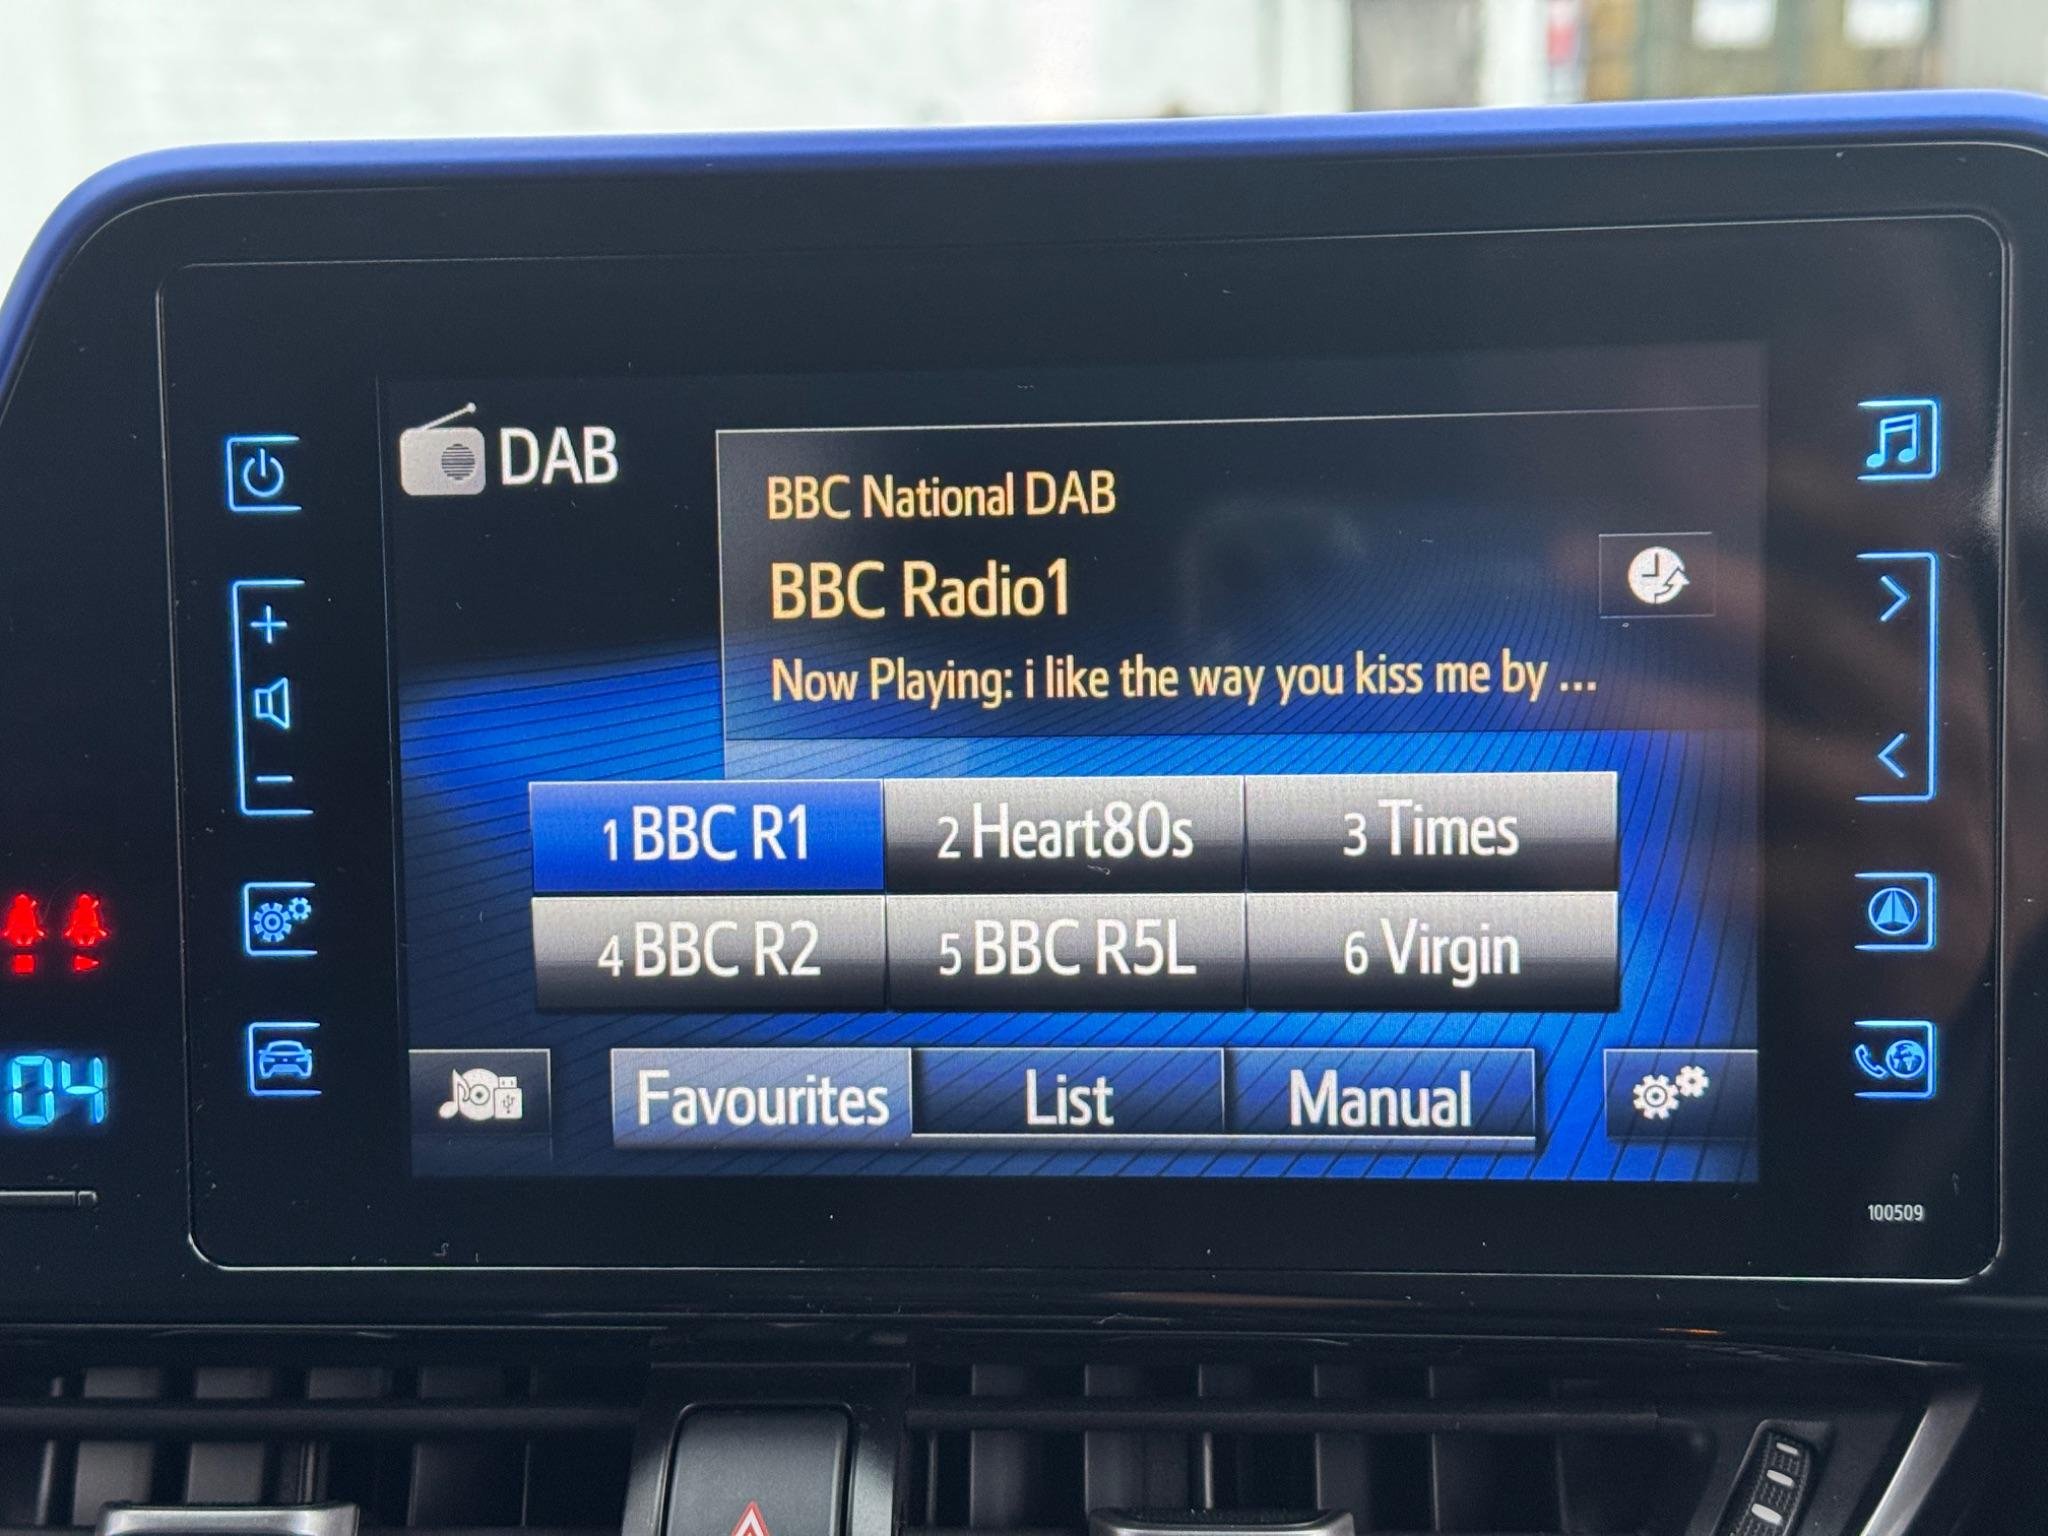 DAB
BBC National DAB
BBC Radio1
Now Playing: i like the way you kiss me by ...
1 BBC R1
2 Heart80s
3 Times
4 BBC R2
5 BBC R5L
6 Virgin
04
Favourites
List
Manual
100509